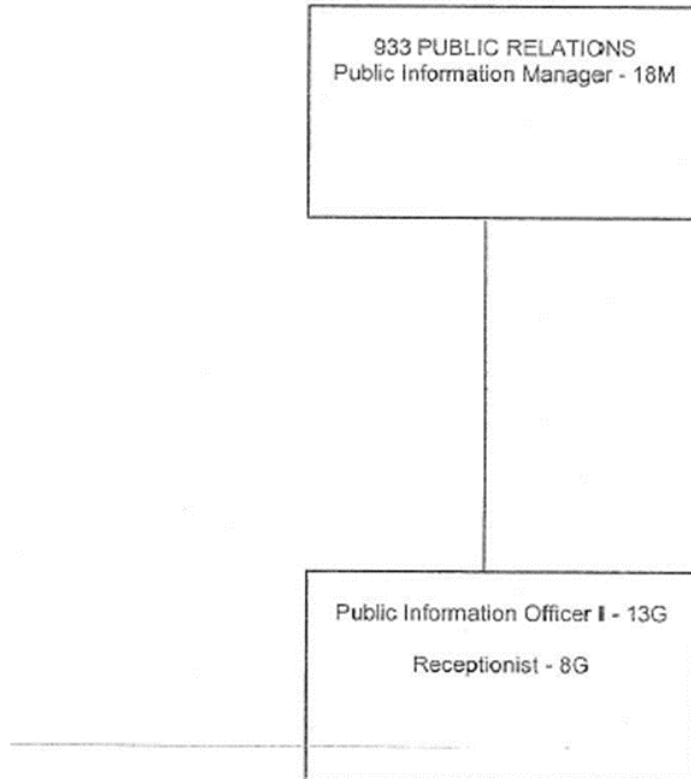 933 PUBLIC RELATIONS
Public Information Manager - 18M
Public Information Officer - 13G
Receptionist - 8G